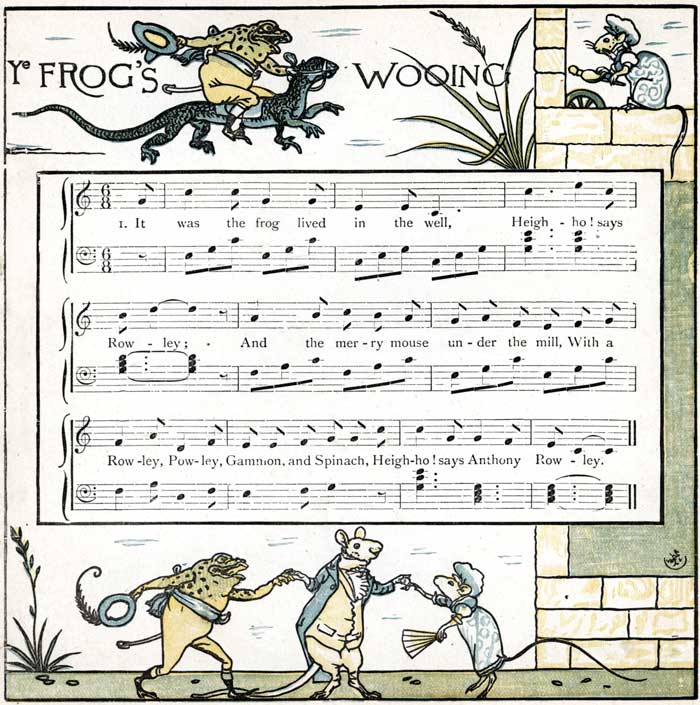 Ye FROG'S WOOING
1. It was the frog lived in the well, Heigh - ho! says
Row - ley; And the mer - ry mouse un - der the mill, With a
Row - ley, Pow - ley, Gammon, and Spinach, Heigh-ho! says Anthony Row - ley.